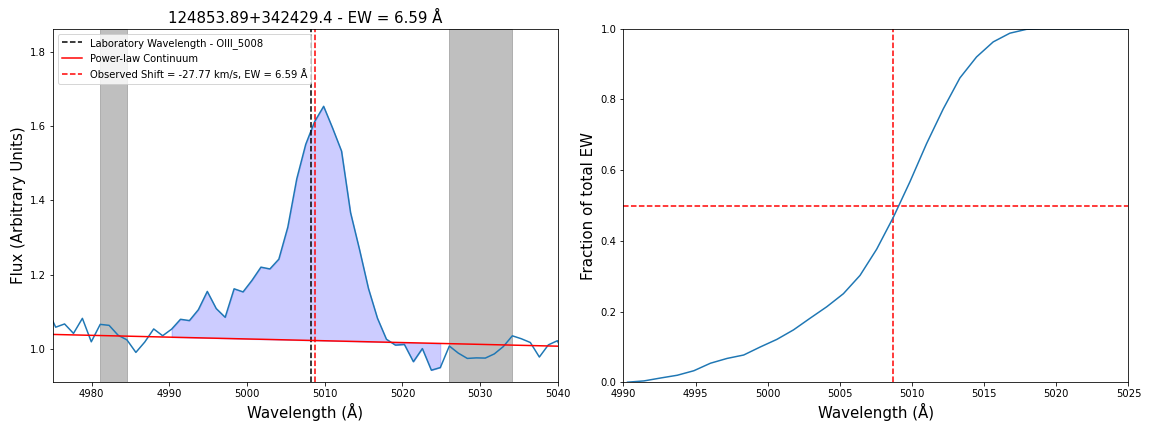 124853.89+342429.4 - EW = 6.59 Å
Laboratory Wavelength - OIII_5008
Power-law Continuum
Observed Shift = -27.77 km/s, EW = 6.59 Å
Flux (Arbitrary Units)
1.8
1.6
1.4
1.2
1.0
4980 4990 5000 5010 5020 5030 5040
Wavelength (Å)
Fraction of total EW
1.0
0.8
0.6
0.4
0.2
0.0
4990 4995 5000 5005 5010 5015 5020 5025
Wavelength (Å)